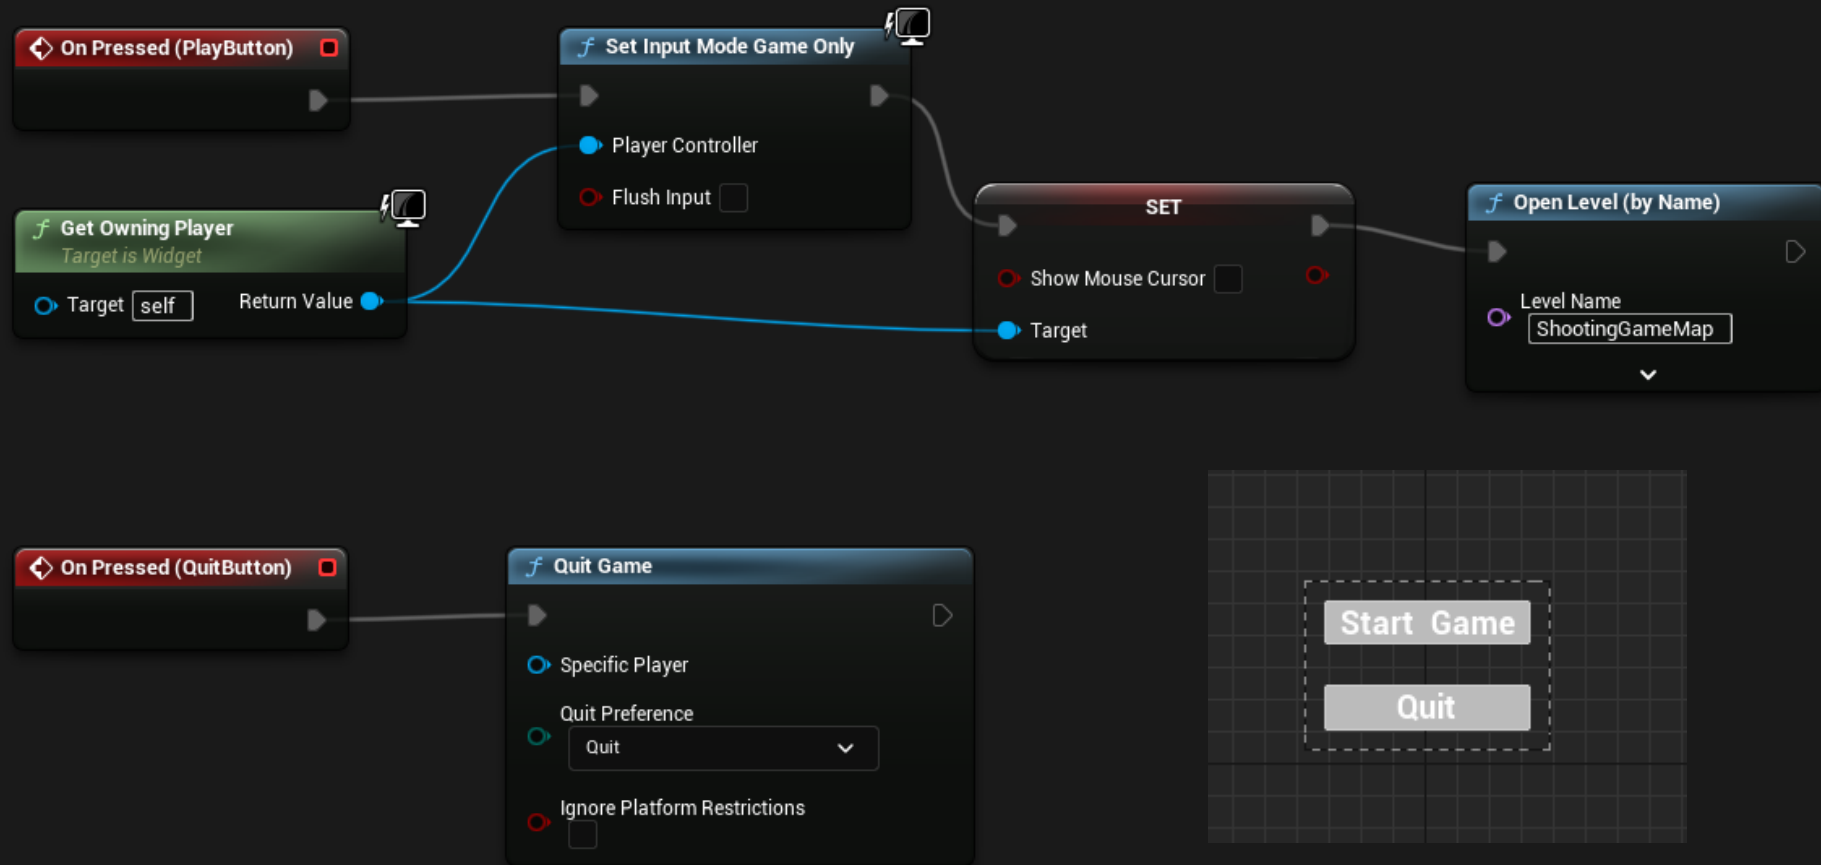 On Pressed (PlayButton)
Set Input Mode Game Only
Player Controller
Flush Input
Get Owning Player
Target is Widget
Target self Return Value
SET
Show Mouse Cursor
Target
Open Level (by Name)
Level Name
ShootingGameMap
On Pressed (QuitButton)
Quit Game
Specific Player
Quit Preference
Quit
Ignore Platform Restrictions
Start Game
Quit